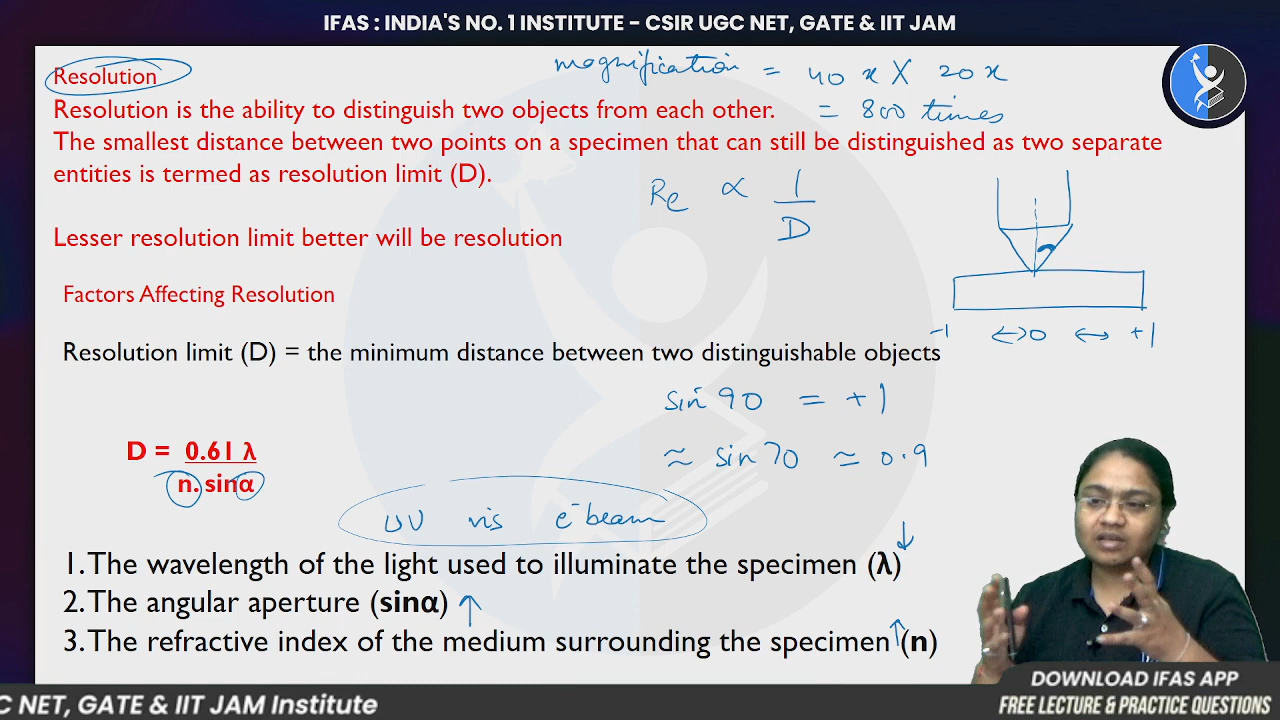 IFAS : INDIA'S NO. 1 INSTITUTE – CSIR UGC NET, GATE & IIT JAM
Resolution
magnification = 40 x X 20 x
= 800 times
Resolution is the ability to distinguish two objects from each other.
The smallest distance between two points on a specimen that can still be distinguished as two separate
entities is termed as resolution limit (D).
Re ∝ 1
D
Lesser resolution limit better will be resolution
Factors Affecting Resolution
-1 ↔ 0 ↔ +1
Resolution limit (D) = the minimum distance between two distinguishable objects
sin 90 = +1
D = 0.61 λ
n. sinα
≈ sin 70 ≃ 0.9
UV vis e⁻beam
1.The wavelength of the light used to illuminate the specimen (λ) ↓
2.The angular aperture (sinα) ↑
3.The refractive index of the medium surrounding the specimen ↑ (n)
DOWNLOAD IFAS APP
FREE LECTURE & PRACTICE QUESTIONS
C NET, GATE & IIT JAM Institute